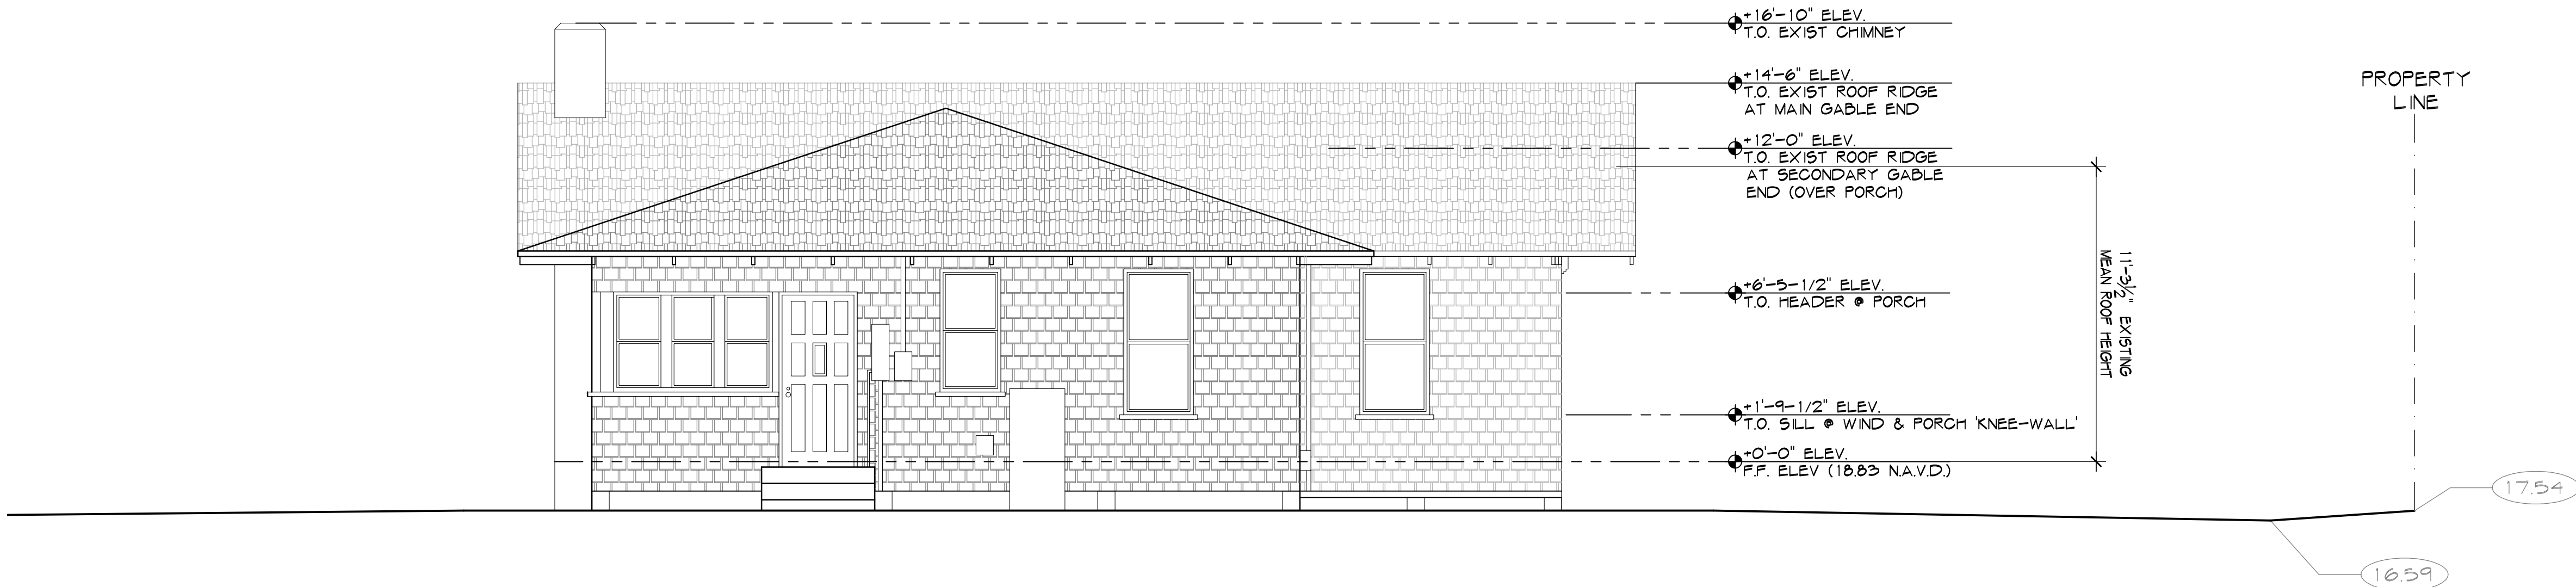 +16'-10" ELEV.
T.O. EXIST CHIMNEY
+14'-6" ELEV.
T.O. EXIST ROOF RIDGE
AT MAIN GABLE END
+12'-0" ELEV.
T.O. EXIST ROOF RIDGE
AT SECONDARY GABLE
END (OVER PORCH)
+6'-5-1/2" ELEV.
T.O. HEADER @ PORCH
+1'-9-1/2" ELEV.
T.O. SILL @ WIND & PORCH 'KNEE-WALL'
+0'-0" ELEV.
F.F. ELEV (18.83 N.A.V.D.)
11'-3½" EXISTING
MEAN ROOF HEIGHT
PROPERTY
LINE
17.54
16.59